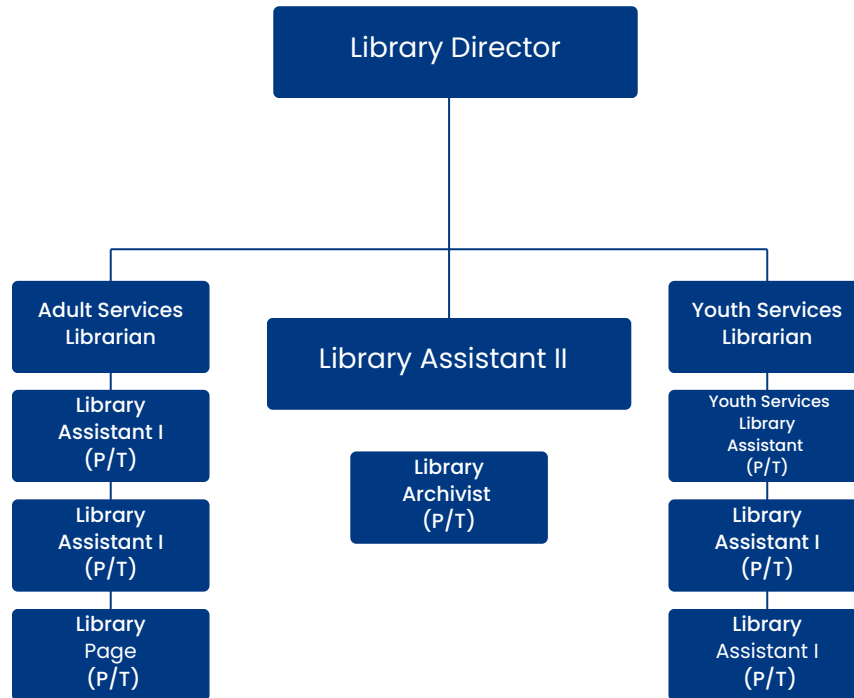 Library Director
Adult Services
Librarian
Library
Assistant I
(P/T)
Library
Assistant I
(P/T)
Library
Page
(P/T)
Library Assistant II
Library
Archivist
(P/T)
Youth Services
Librarian
Youth Services
Library
Assistant
(P/T)
Library
Assistant I
(P/T)
Library
Assistant I
(P/T)